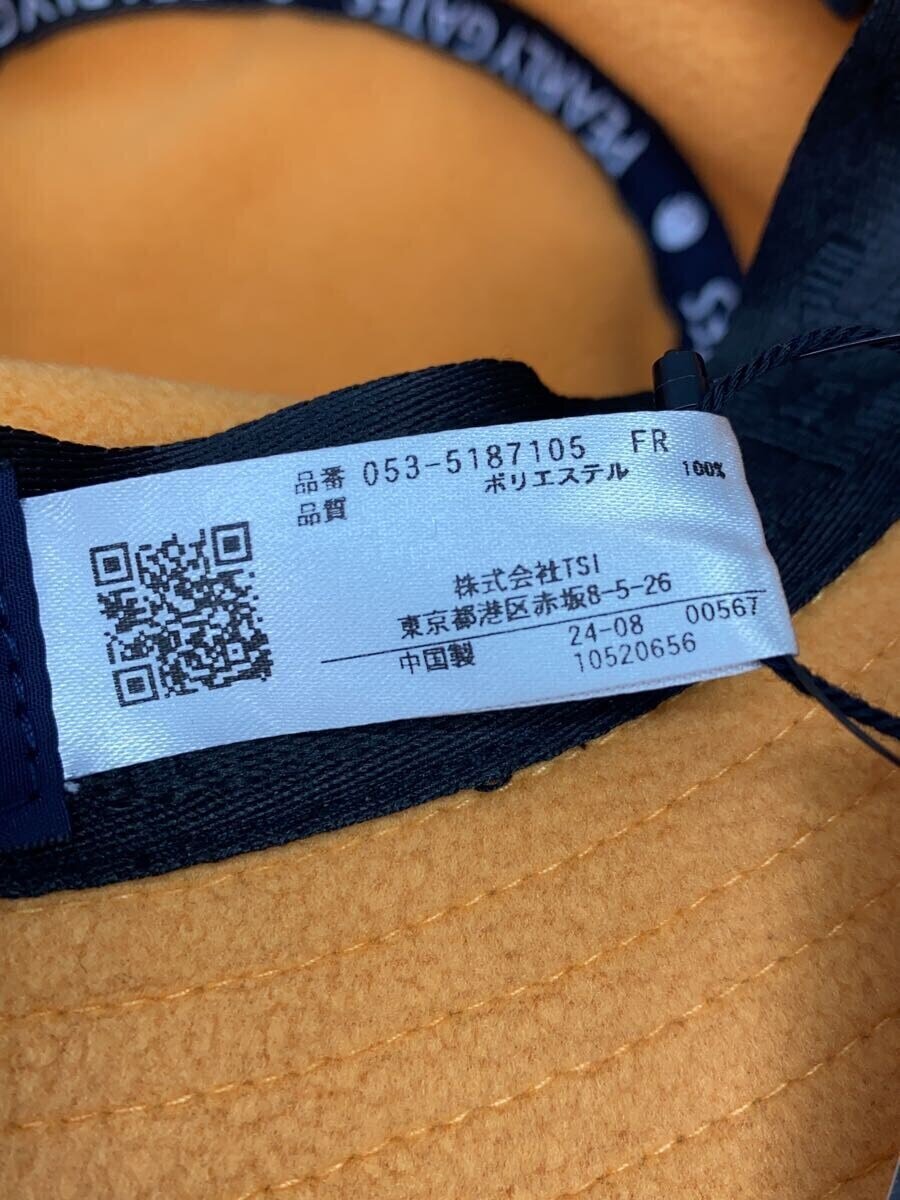 PEARLY GATES
品番 053-5187105 FR
品質 ポリエステル 100%
株式会社TSI
東京都港区赤坂8-5-26
中国製 24-08 00567
10520656